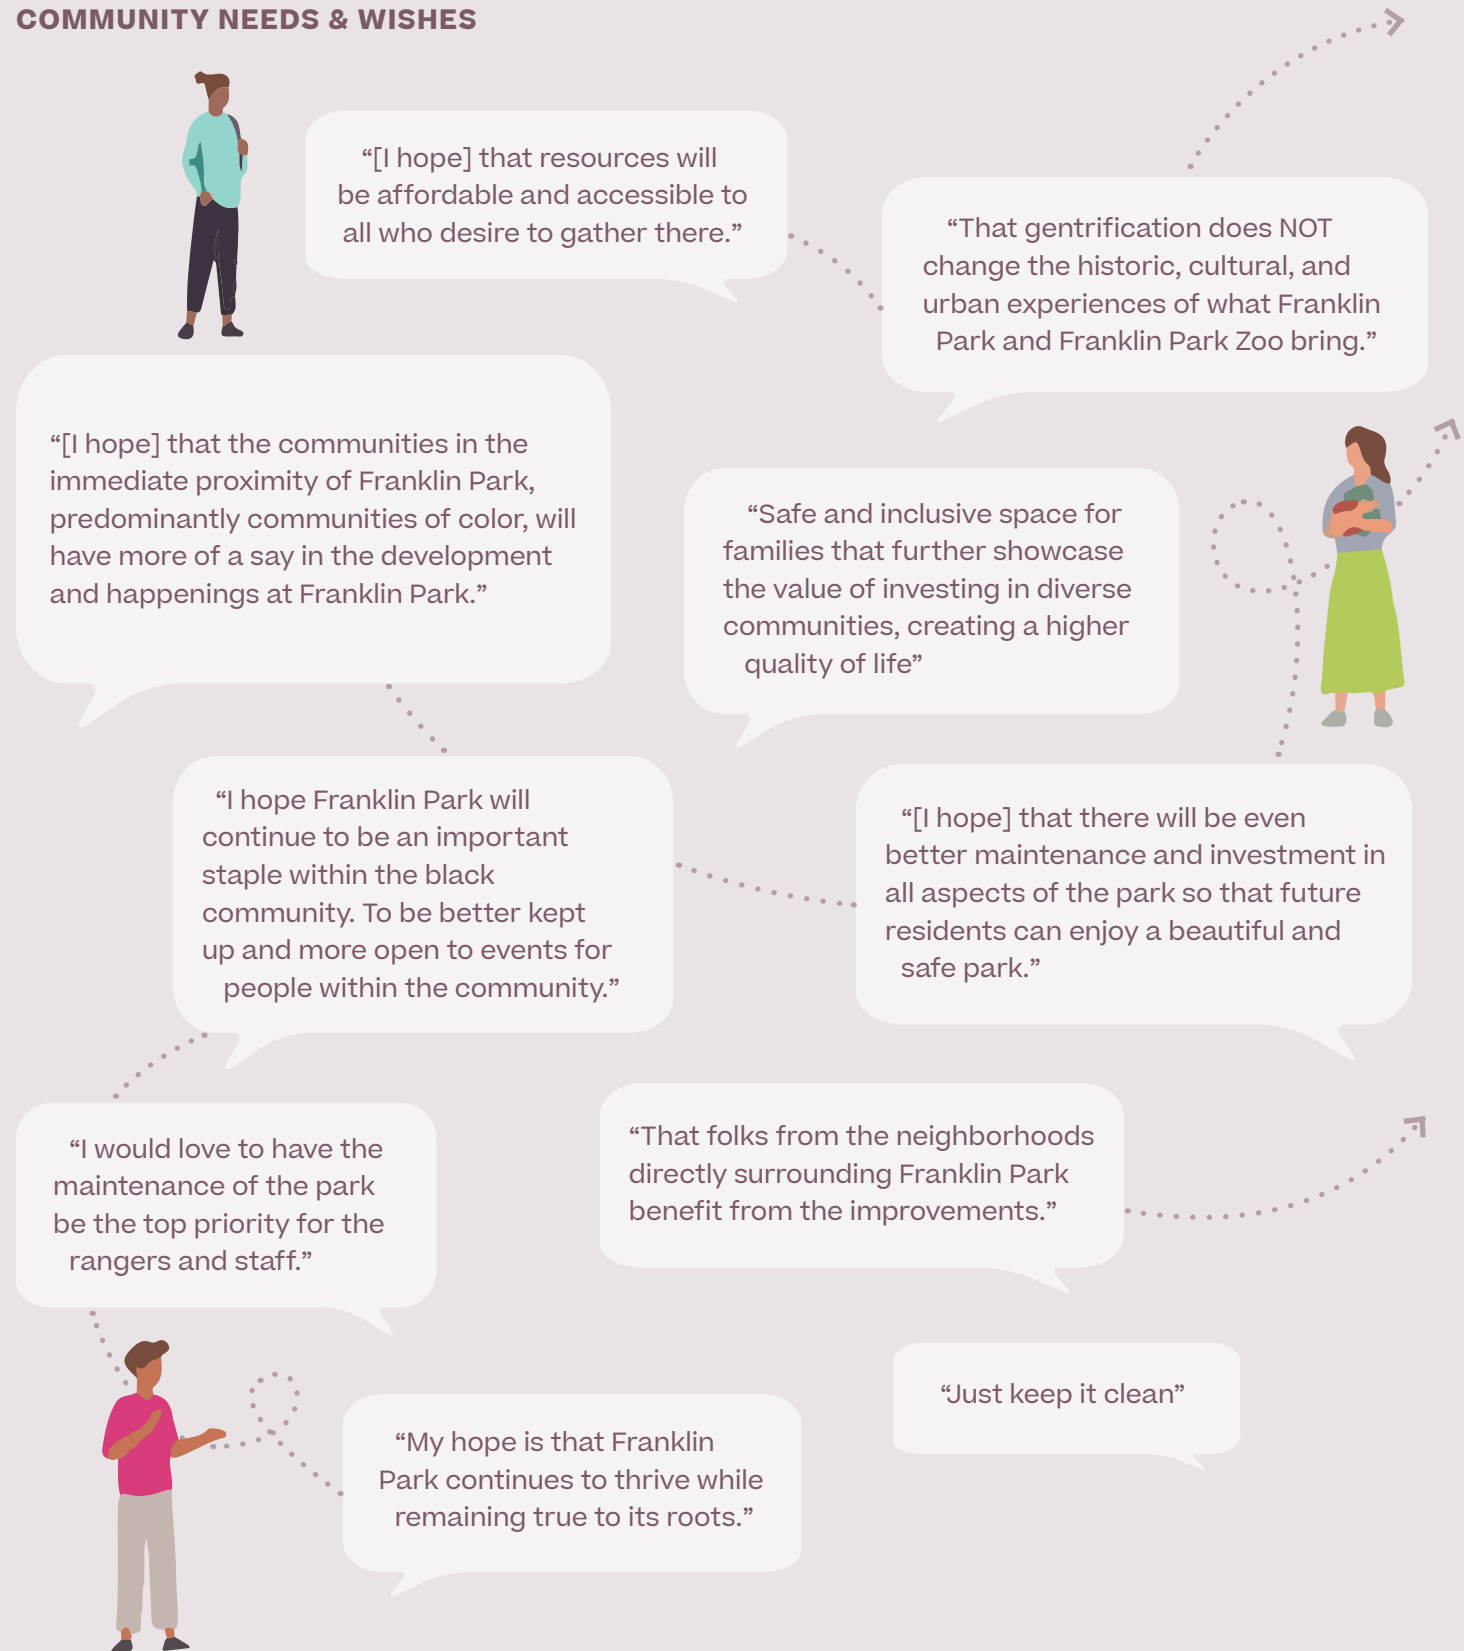 COMMUNITY NEEDS & WISHES
“[I hope] that resources will
be affordable and accessible to
all who desire to gather there.”
“That gentrification does NOT
change the historic, cultural, and
urban experiences of what Franklin
Park and Franklin Park Zoo bring.”
“[I hope] that the communities in the
immediate proximity of Franklin Park,
predominantly communities of color, will
have more of a say in the development
and happenings at Franklin Park.”
“Safe and inclusive space for
families that further showcase
the value of investing in diverse
communities, creating a higher
quality of life”
“I hope Franklin Park will
continue to be an important
staple within the black
community. To be better kept
up and more open to events for
people within the community.”
“[I hope] that there will be even
better maintenance and investment in
all aspects of the park so that future
residents can enjoy a beautiful and
safe park.”
“I would love to have the
maintenance of the park
be the top priority for the
rangers and staff.”
“That folks from the neighborhoods
directly surrounding Franklin Park
benefit from the improvements.”
“Just keep it clean”
“My hope is that Franklin
Park continues to thrive while
remaining true to its roots.”